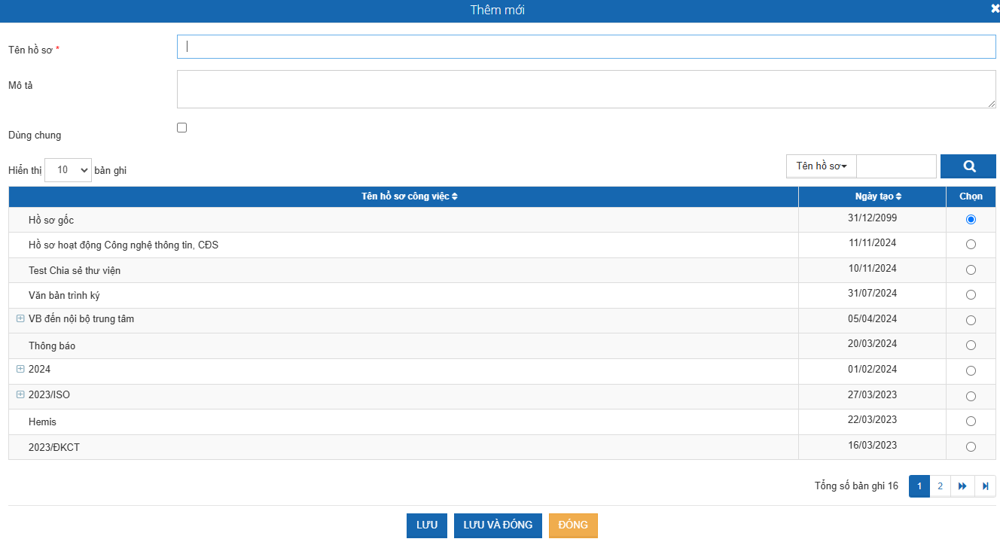 Thêm mới
Tên hồ sơ *
Mô tả
Dùng chung
Hiển thị 10 bản ghi Tên hồ sơ
Tên hồ sơ công việc Ngày tạo Chọn
Hồ sơ gốc 31/12/2099
Hồ sơ hoạt động Công nghệ thông tin, CĐS 11/11/2024
Test Chia sẻ thư viện 10/11/2024
Văn bản trình ký 31/07/2024
VB đến nội bộ trung tâm 05/04/2024
Thông báo 20/03/2024
2024 01/02/2024
2023/ISO 27/03/2023
Hemis 22/03/2023
2023/ĐKCT 16/03/2023
Tổng số bản ghi 16 1 2
LƯU LƯU VÀ ĐÓNG ĐÓNG